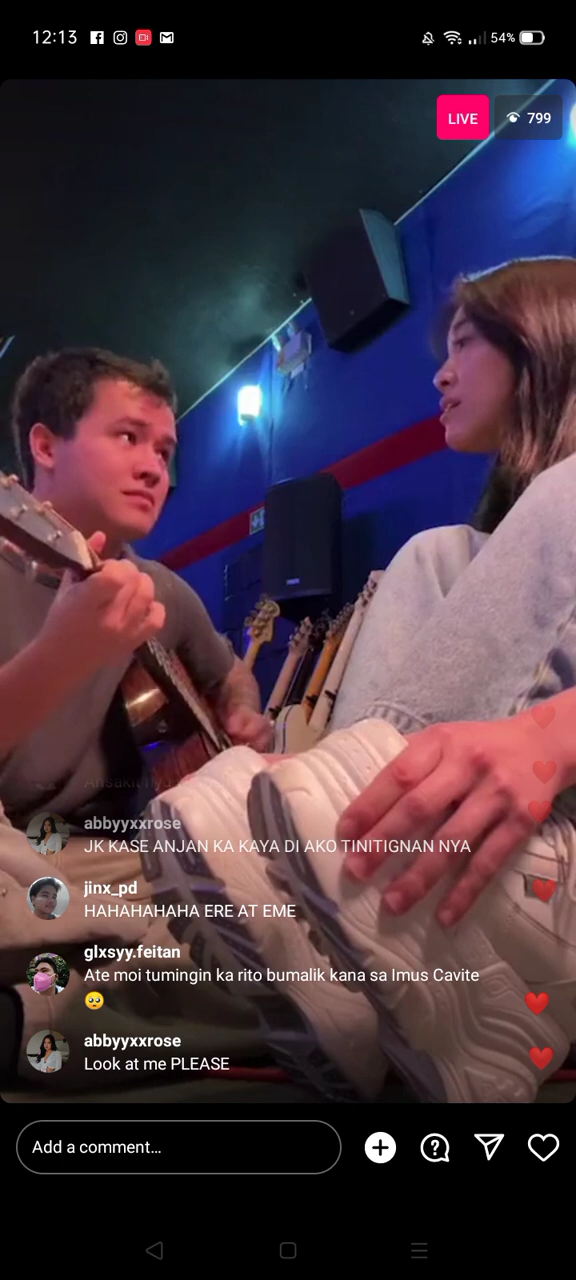 12:13
54%
LIVE
799
Ansakit nyo
abbyyxxrose
JK KASE ANJAN KA KAYA DI AKO TINITIGNAN NYA
jinx_pd
HAHAHAHAHA ERE AT EME
glxsyy.feitan
Ate moi tumingin ka rito bumalik kana sa Imus Cavite
🥺
abbyyxxrose
Look at me PLEASE
Add a comment…